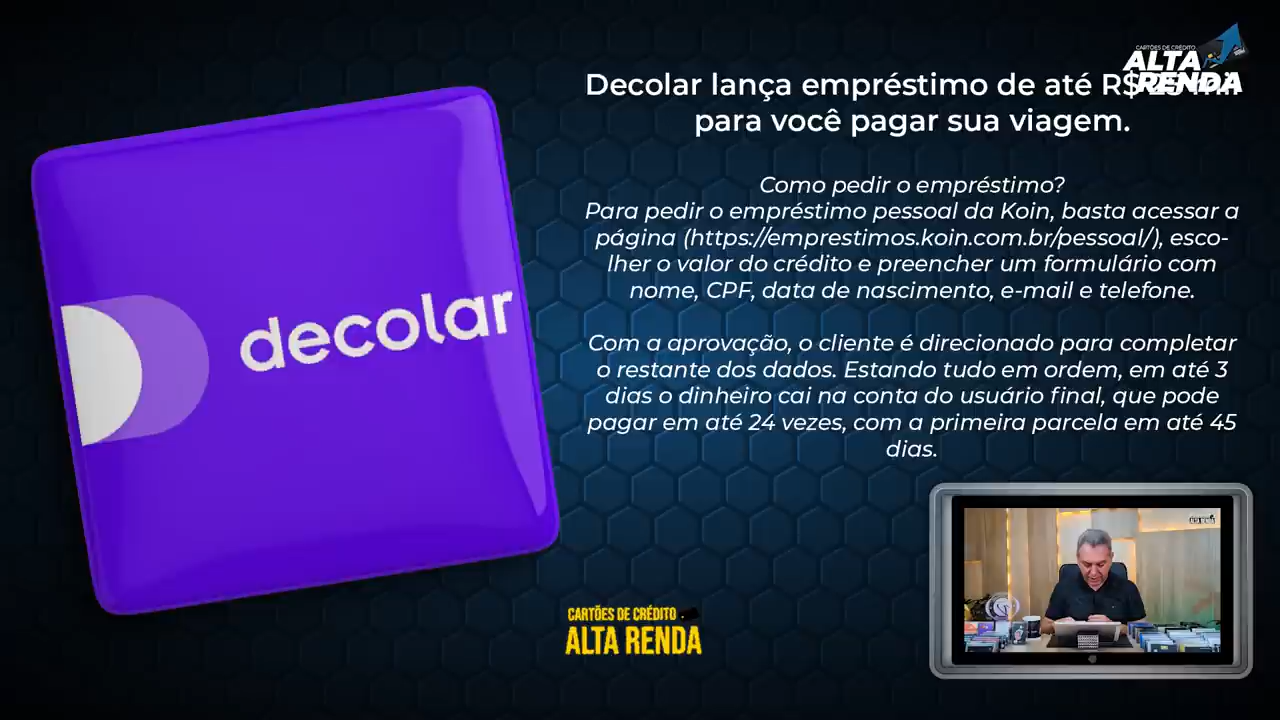 CARTÕES DE CRÉDITO
ALTA
RENDA
Decolar lança empréstimo de até
para você pagar sua viagem.
decolar
Como pedir o empréstimo?
Para pedir o empréstimo pessoal da Koin, basta acessar a
página (https://emprestimos.koin.com.br/pessoal/), esco-
lher o valor do crédito e preencher um formulário com
nome, CPF, data de nascimento, e-mail e telefone.
Com a aprovação, o cliente é direcionado para completar
o restante dos dados. Estando tudo em ordem, em até 3
dias o dinheiro cai na conta do usuário final, que pode
pagar em até 24 vezes, com a primeira parcela em até 45
dias.
CARTÕES DE CRÉDITO
ALTA RENDA